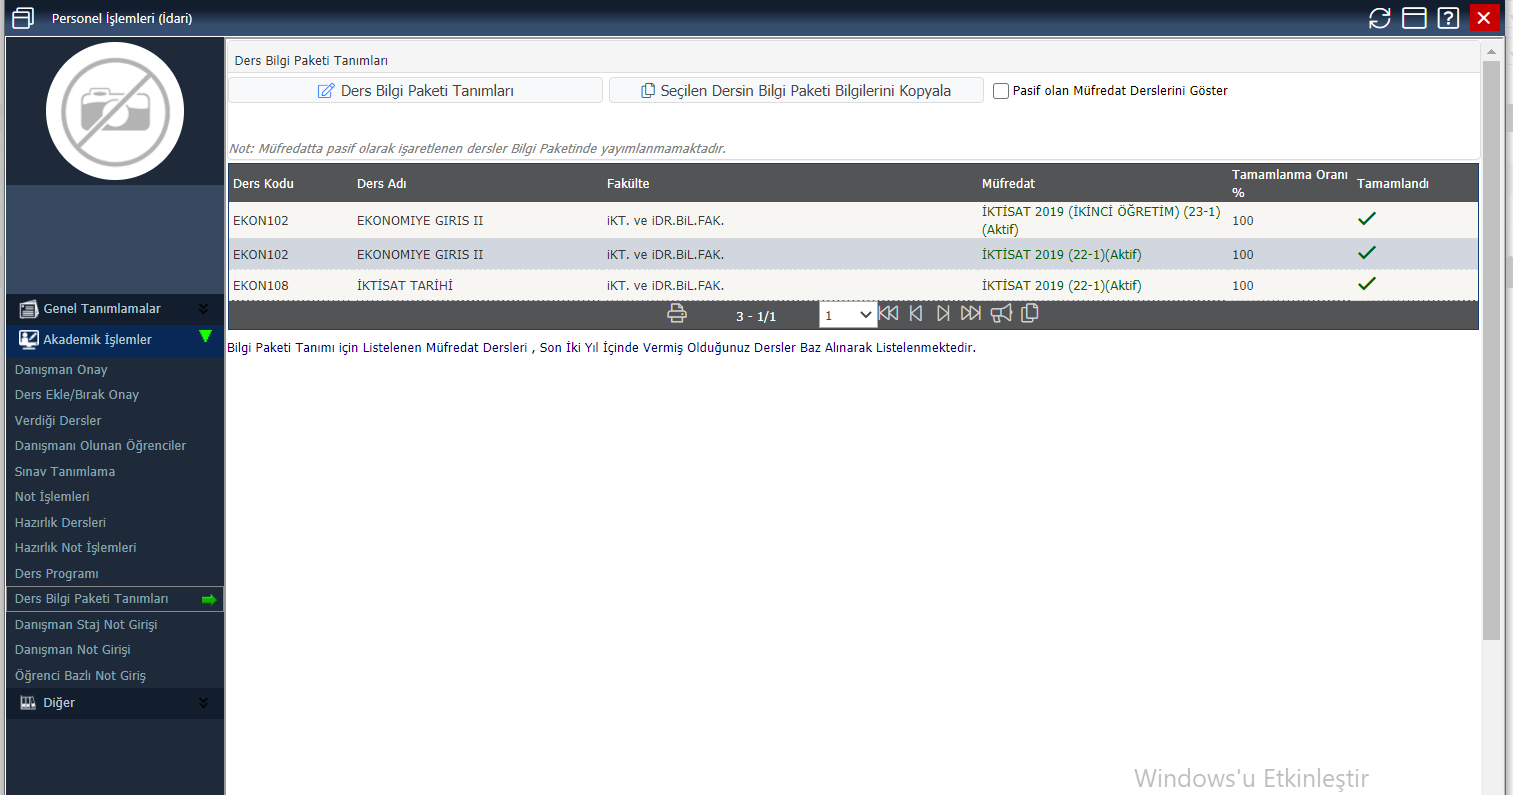 Personel İşlemleri (İdari)
Ders Bilgi Paketi Tanımları
Ders Bilgi Paketi Tanımları
Seçilen Dersin Bilgi Paketi Bilgilerini Kopyala
Pasif olan Müfredat Derslerini Göster
Not: Müfredatta pasif olarak işaretlenen dersler Bilgi Paketinde yayımlanmamaktadır.
Ders Kodu Ders Adı Fakülte Müfredat Tamamlanma Oranı % Tamamlandı
EKON102 EKONOMIYE GIRIS II iKT. ve iDR.BiL.FAK. İKTİSAT 2019 (İKİNCİ ÖĞRETİM) (23-1)(Aktif) 100
EKON102 EKONOMIYE GIRIS II iKT. ve iDR.BiL.FAK. İKTİSAT 2019 (22-1)(Aktif) 100
EKON108 İKTİSAT TARİHİ iKT. ve iDR.BiL.FAK. İKTİSAT 2019 (22-1)(Aktif) 100
3 - 1/1 1
Bilgi Paketi Tanımı için Listelenen Müfredat Dersleri , Son İki Yıl İçinde Vermiş Olduğunuz Dersler Baz Alınarak Listelenmektedir.
Genel Tanımlamalar
Akademik İşlemler
Danışman Onay
Ders Ekle/Bırak Onay
Verdiği Dersler
Danışmanı Olunan Öğrenciler
Sınav Tanımlama
Not İşlemleri
Hazırlık Dersleri
Hazırlık Not İşlemleri
Ders Programı
Ders Bilgi Paketi Tanımları
Danışman Staj Not Girişi
Danışman Not Girişi
Öğrenci Bazlı Not Giriş
Diğer
Windows'u Etkinleştir